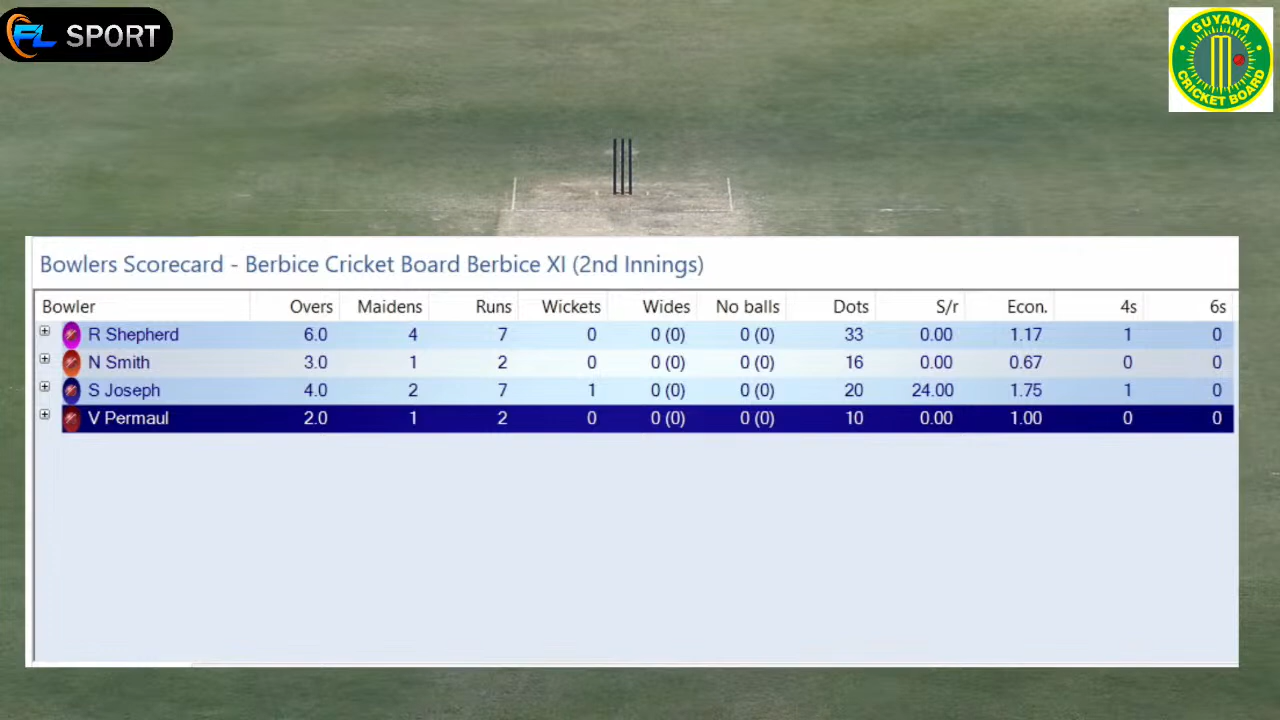 FL SPORT
GUYANA
CRICKET BOARD
Bowlers Scorecard - Berbice Cricket Board Berbice XI (2nd Innings)
Bowler Overs Maidens Runs Wickets Wides No balls Dots S/r Econ. 4s 6s
R Shepherd 6.0 4 7 0 0 (0) 0 (0) 33 0.00 1.17 1 0
N Smith 3.0 1 2 0 0 (0) 0 (0) 16 0.00 0.67 0 0
S Joseph 4.0 2 7 1 0 (0) 0 (0) 20 24.00 1.75 1 0
V Permaul 2.0 1 2 0 0 (0) 0 (0) 10 0.00 1.00 0 0